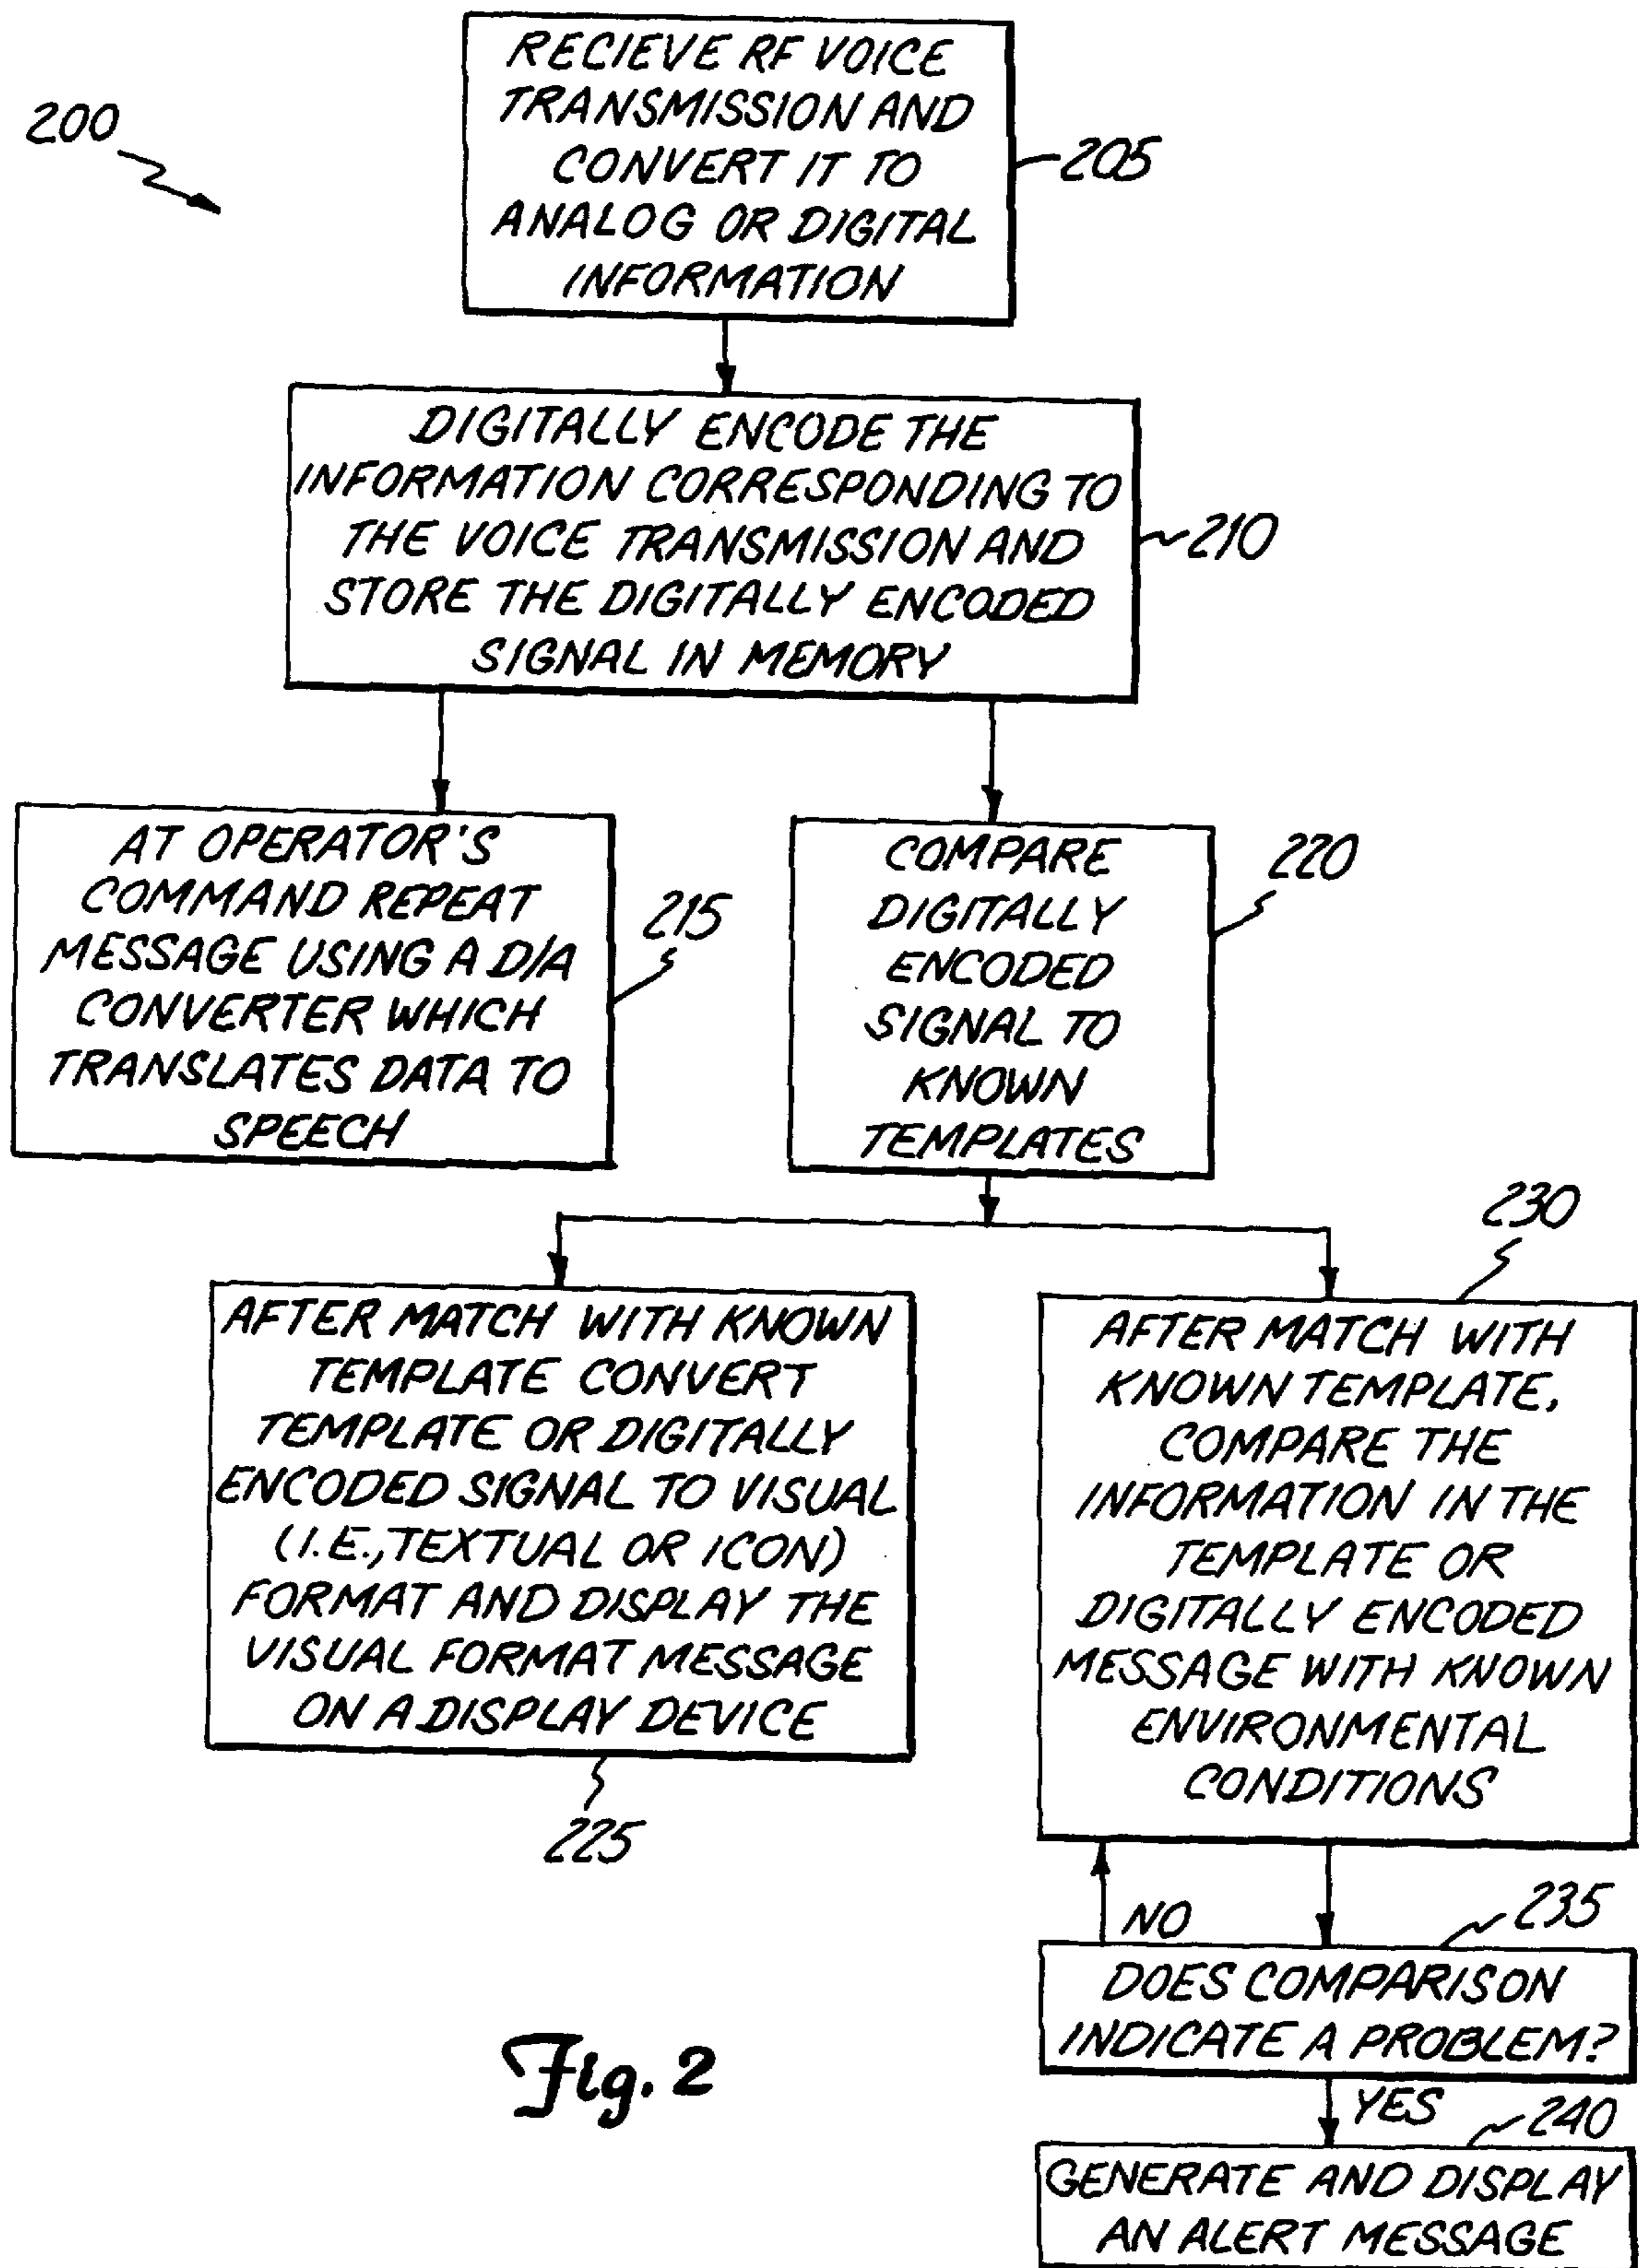 200
RECIEVE RF VOICE
TRANSMISSION AND
CONVERT IT TO
ANALOG OR DIGITAL
INFORMATION
205
DIGITALLY ENCODE THE
INFORMATION CORRESPONDING TO
THE VOICE TRANSMISSION AND
STORE THE DIGITALLY ENCODED
SIGNAL IN MEMORY
210
AT OPERATOR'S
COMMAND REPEAT
MESSAGE USING A D/A
CONVERTER WHICH
TRANSLATES DATA TO
SPEECH
215
COMPARE
DIGITALLY
ENCODED
SIGNAL TO
KNOWN
TEMPLATES
220
AFTER MATCH WITH KNOWN
TEMPLATE CONVERT
TEMPLATE OR DIGITALLY
ENCODED SIGNAL TO VISUAL
(I.E., TEXTUAL OR ICON)
FORMAT AND DISPLAY THE
VISUAL FORMAT MESSAGE
ON A DISPLAY DEVICE
225
230
AFTER MATCH WITH
KNOWN TEMPLATE,
COMPARE THE
INFORMATION IN THE
TEMPLATE OR
DIGITALLY ENCODED
MESSAGE WITH KNOWN
ENVIRONMENTAL
CONDITIONS
NO
235
DOES COMPARISON
INDICATE A PROBLEM?
YES
240
GENERATE AND DISPLAY
AN ALERT MESSAGE
Fig. 2